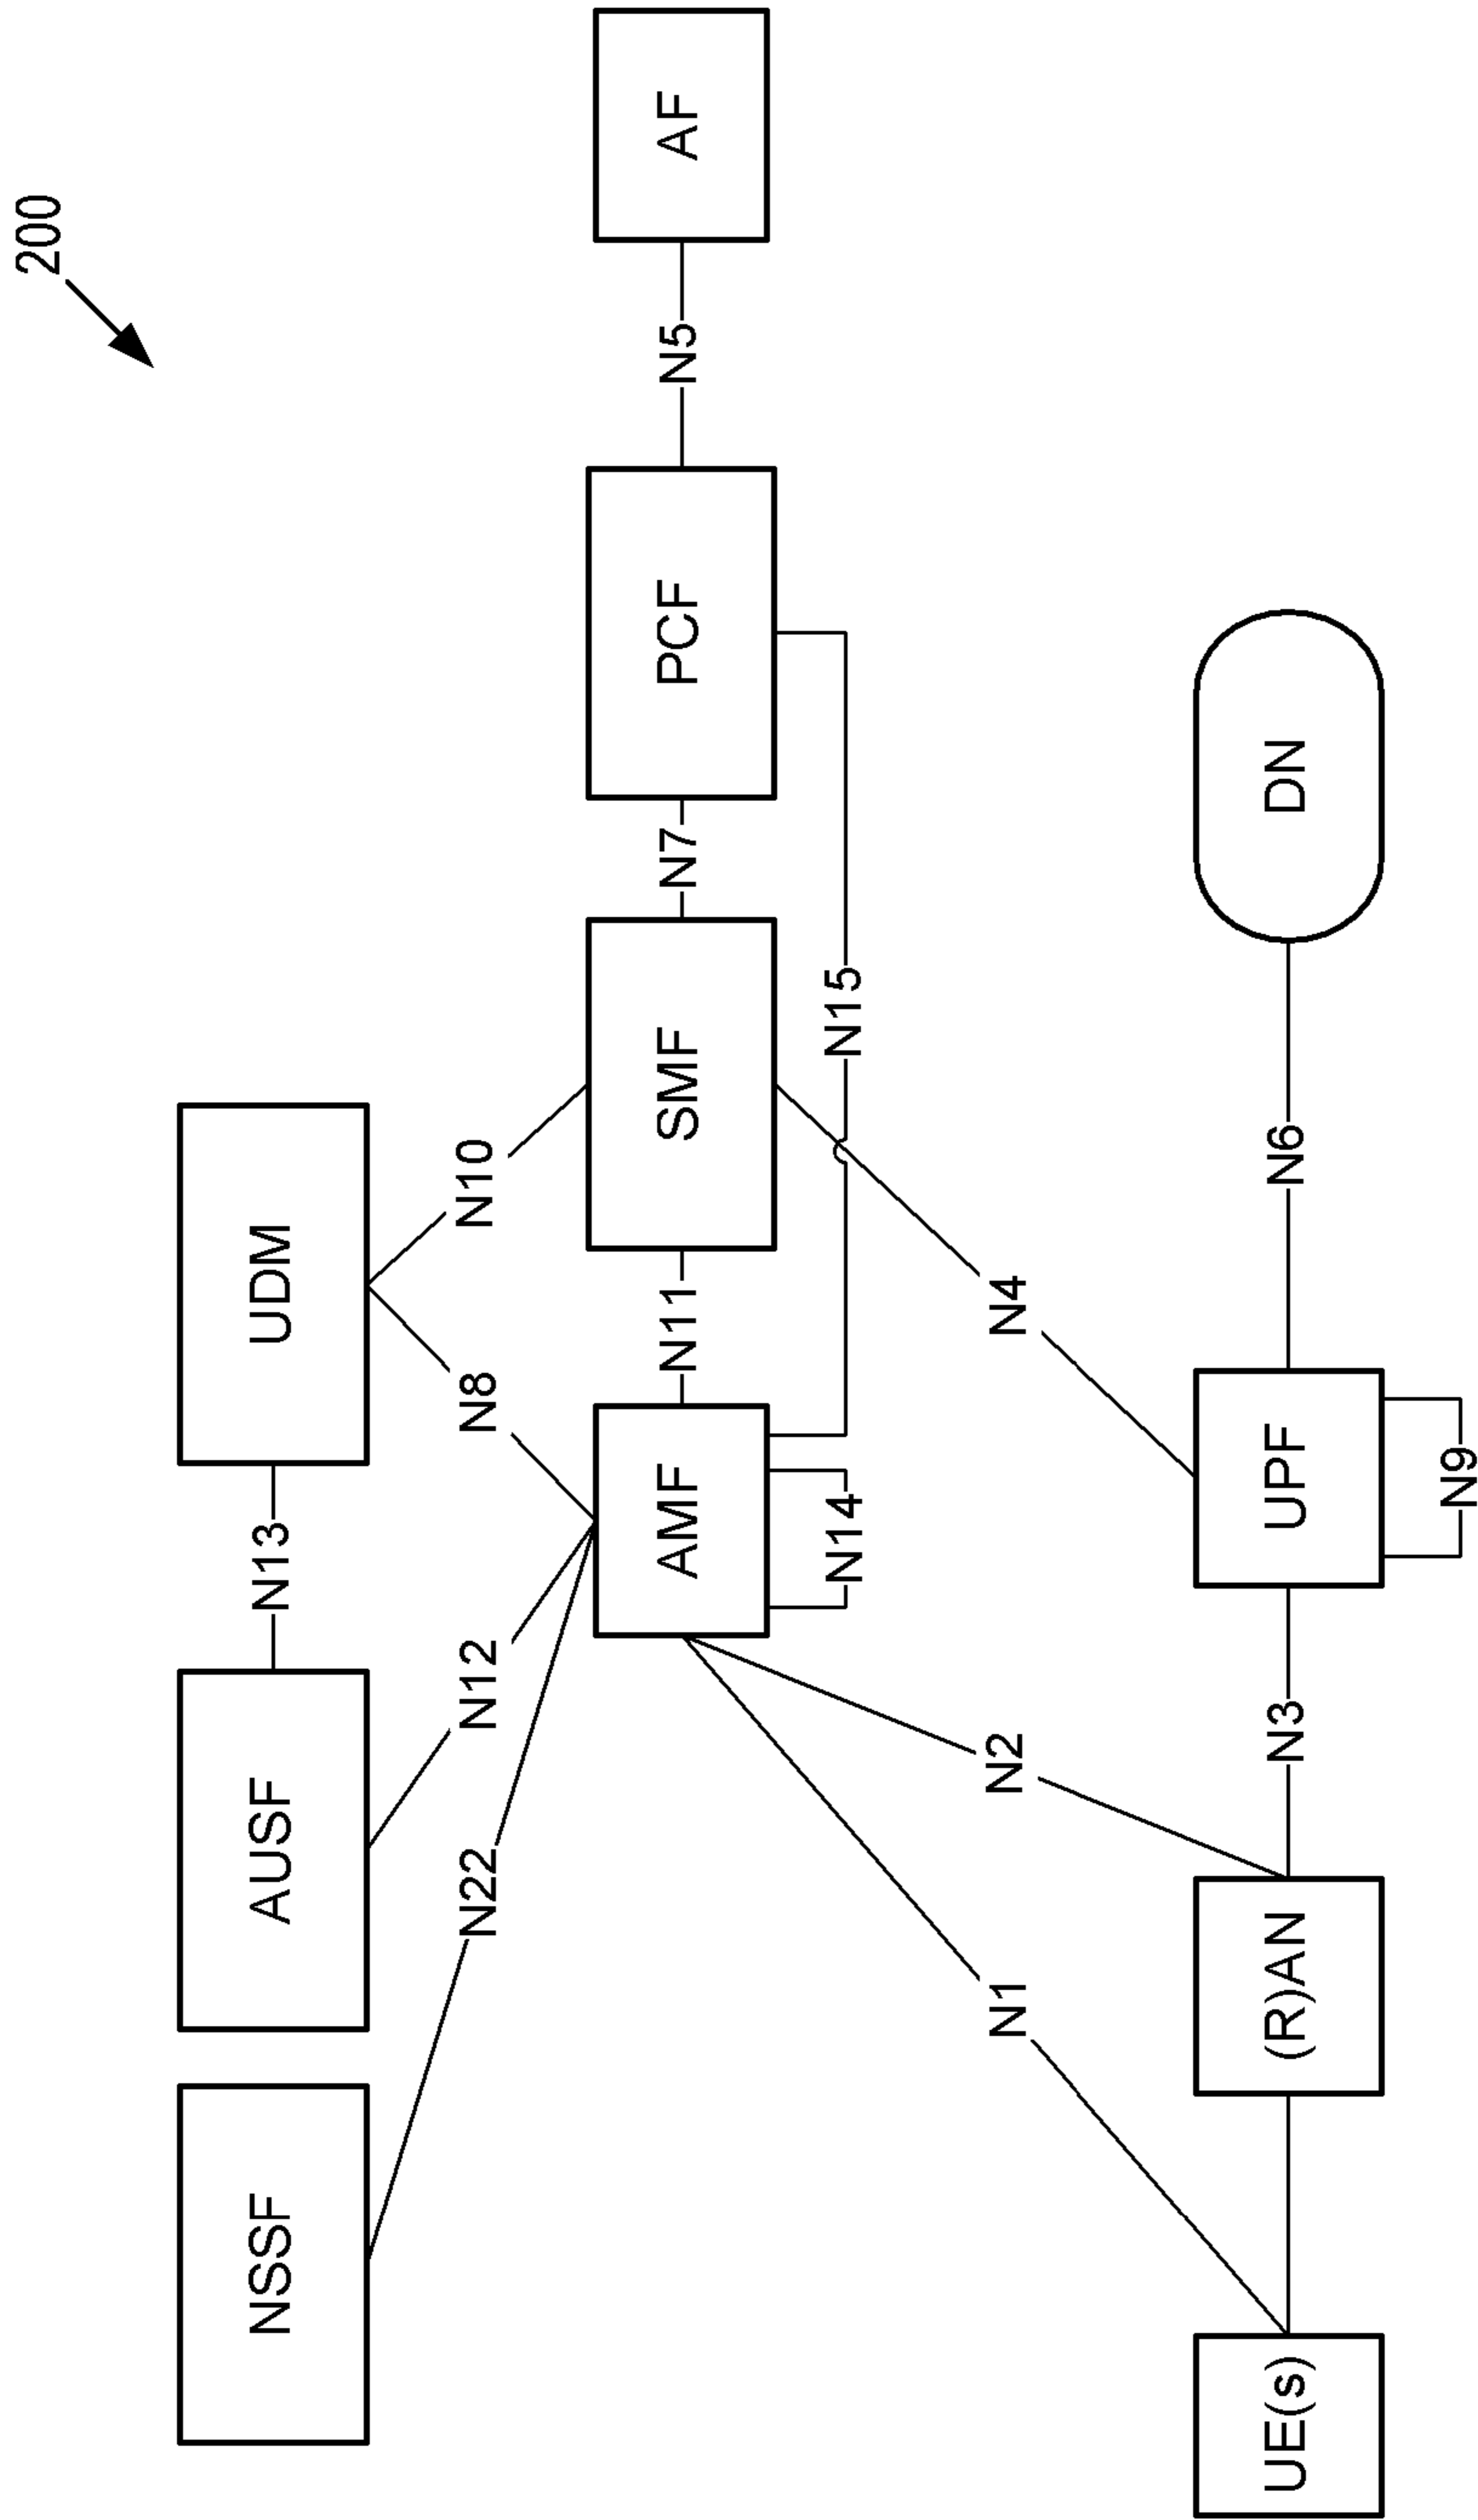 200
NSSF
AUSF
N13
UDM
N22
N12
N8
N10
AMF
N11
SMF
N7
PCF
N5
AF
N14
N15
N1
N2
N4
UE(s)
(R)AN
N3
UPF
N6
DN
N9